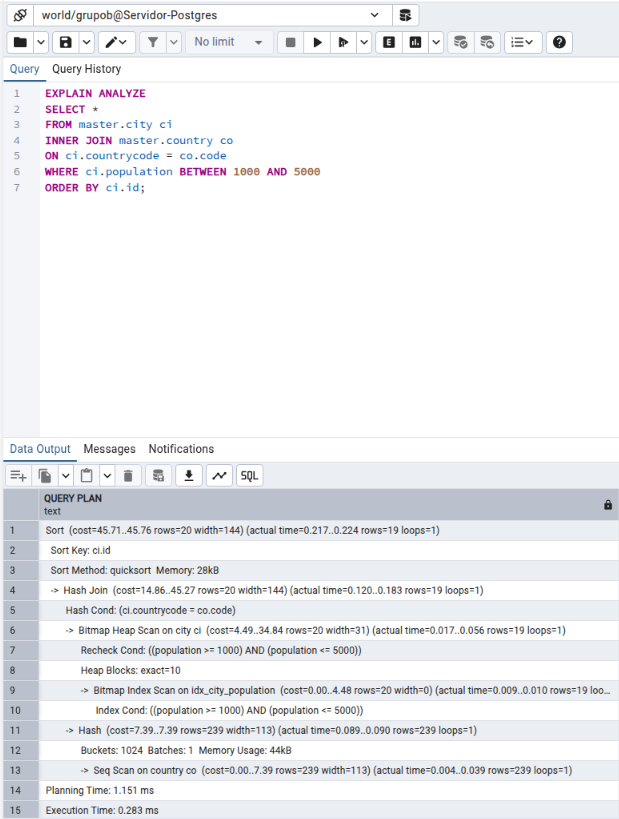 world/grupob@Servidor-Postgres
No limit
E
Query Query History
1 EXPLAIN ANALYZE
2 SELECT *
3 FROM master.city ci
4 INNER JOIN master.country co
5 ON ci.countrycode = co.code
6 WHERE ci.population BETWEEN 1000 AND 5000
7 ORDER BY ci.id;
Data Output Messages Notifications
SQL
QUERY PLAN
text
1 Sort (cost=45.71..45.76 rows=20 width=144) (actual time=0.217..0.224 rows=19 loops=1)
2 Sort Key: ci.id
3 Sort Method: quicksort Memory: 28kB
4 -> Hash Join (cost=14.86..45.27 rows=20 width=144) (actual time=0.120..0.183 rows=19 loops=1)
5 Hash Cond: (ci.countrycode = co.code)
6 -> Bitmap Heap Scan on city ci (cost=4.49..34.84 rows=20 width=31) (actual time=0.017..0.056 rows=19 loops=1)
7 Recheck Cond: ((population >= 1000) AND (population <= 5000))
8 Heap Blocks: exact=10
9 -> Bitmap Index Scan on idx_city_population (cost=0.00..4.48 rows=20 width=0) (actual time=0.009..0.010 rows=19 loo...
10 Index Cond: ((population >= 1000) AND (population <= 5000))
11 -> Hash (cost=7.39..7.39 rows=239 width=113) (actual time=0.089..0.090 rows=239 loops=1)
12 Buckets: 1024 Batches: 1 Memory Usage: 44kB
13 -> Seq Scan on country co (cost=0.00..7.39 rows=239 width=113) (actual time=0.004..0.039 rows=239 loops=1)
14 Planning Time: 1.151 ms
15 Execution Time: 0.283 ms